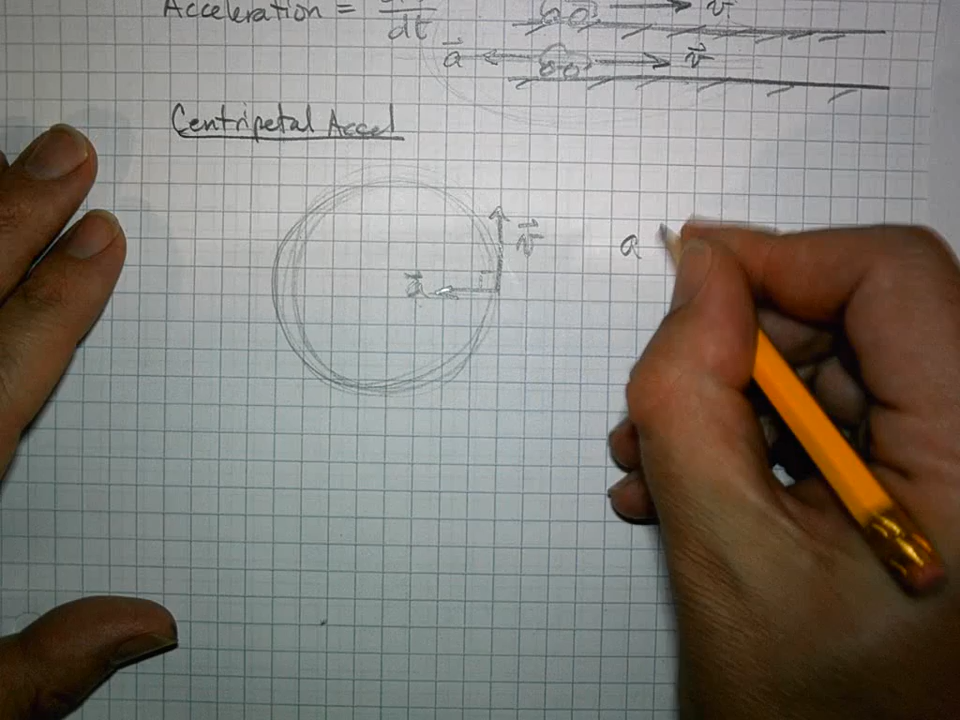 Acceleration = dt v⃗
a⃗ v⃗
Centripetal Accel
v⃗
a
a⃗